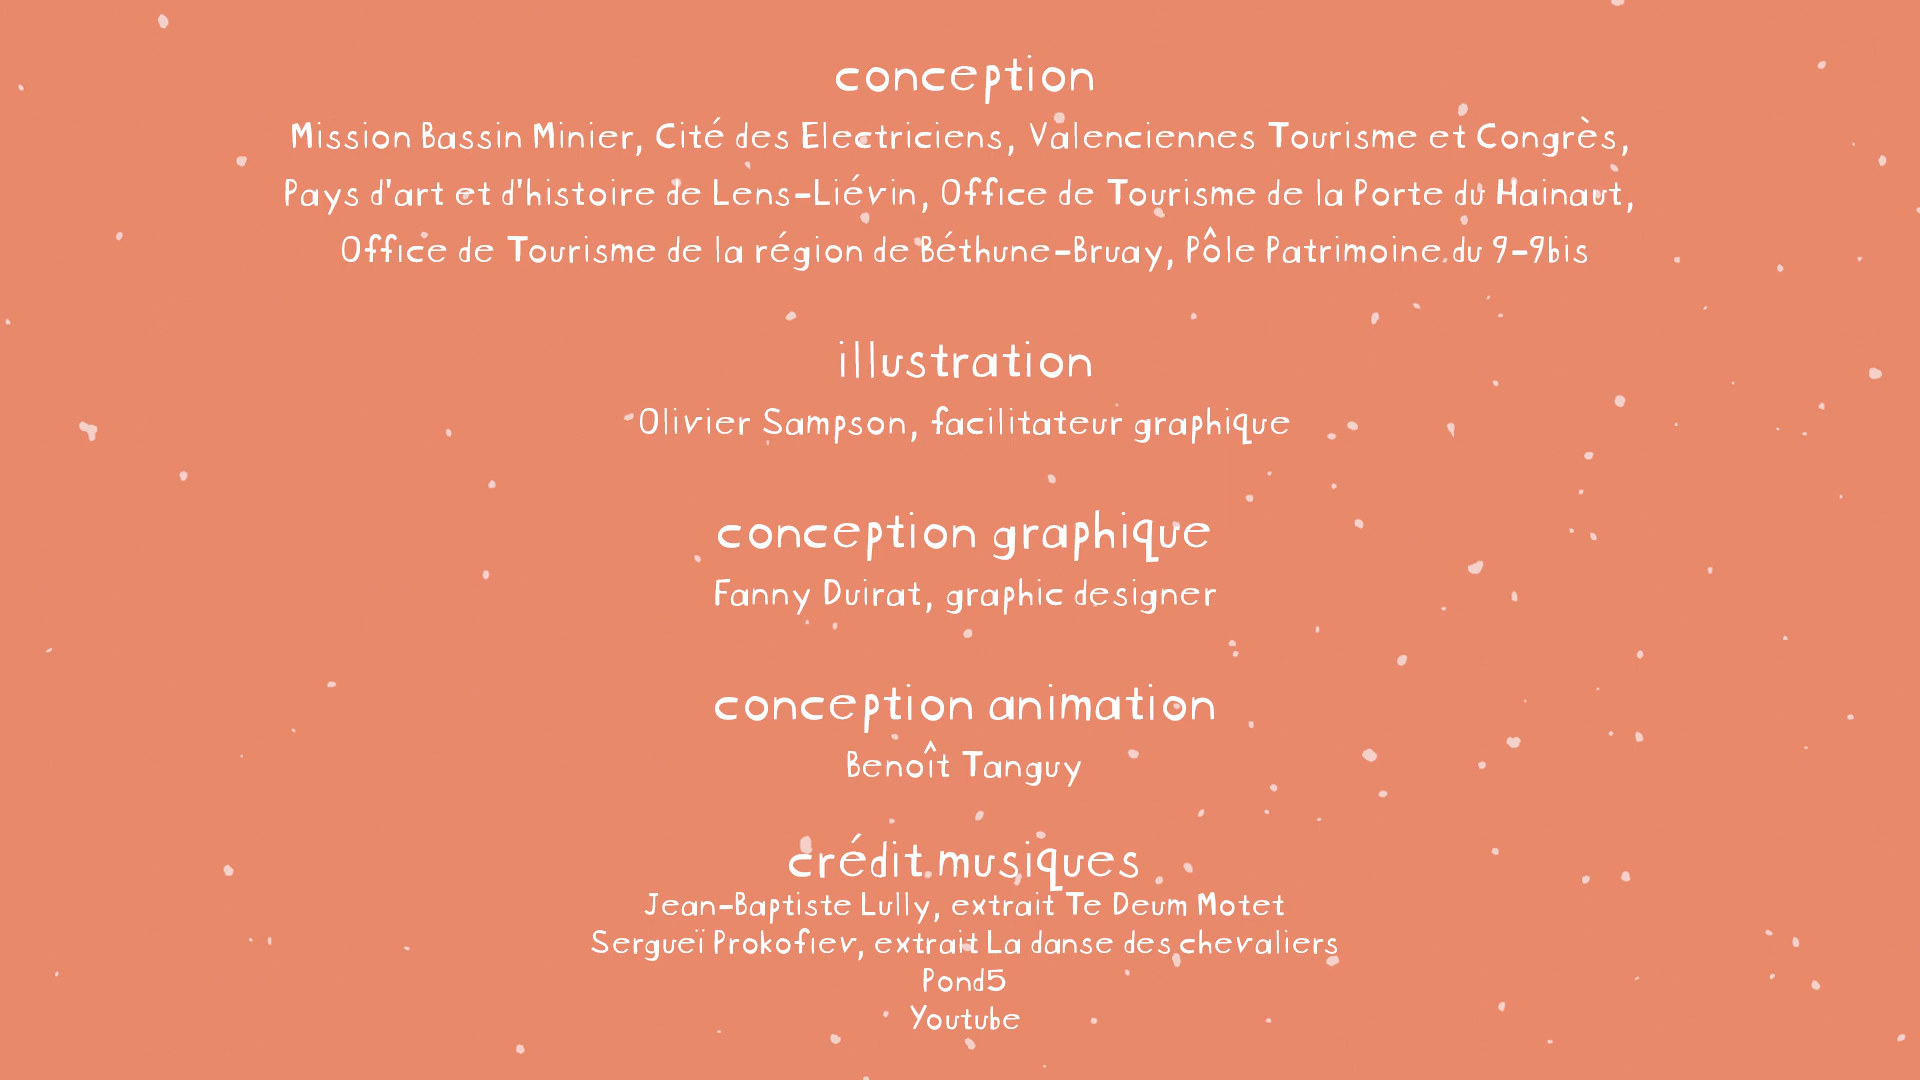 conception
Mission Bassin Minier, Cité des Electriciens, Valenciennes Tourisme et Congrès,
Pays d'art et d'histoire de Lens-Liévin, Office de Tourisme de la Porte du Hainaut,
Office de Tourisme de la région de Béthune-Bruay, Pôle Patrimoine du 9-9bis
illustration
Olivier Sampson, facilitateur graphique
conception graphique
Fanny Duirat, graphic designer
conception animation
Benoît Tanguy
crédit musiques
Jean-Baptiste Lully, extrait Te Deum Motet
Sergueï Prokofiev, extrait La danse des chevaliers
Pond5
Youtube